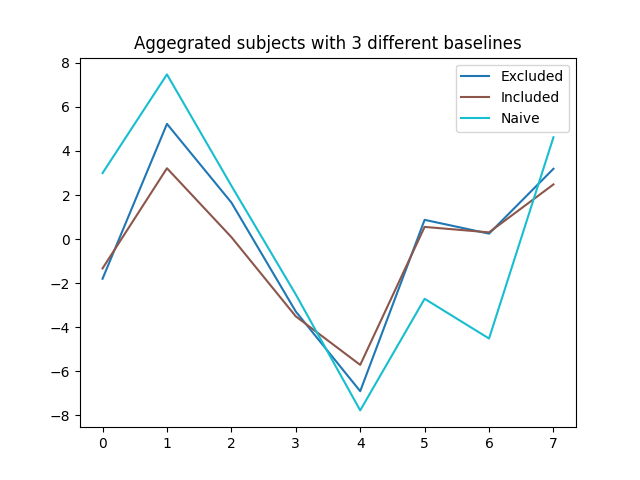 Aggegrated subjects with 3 different baselines
8
6
4
2
0
−2
−4
−6
−8
Excluded
Included
Naive
0 1 2 3 4 5 6 7